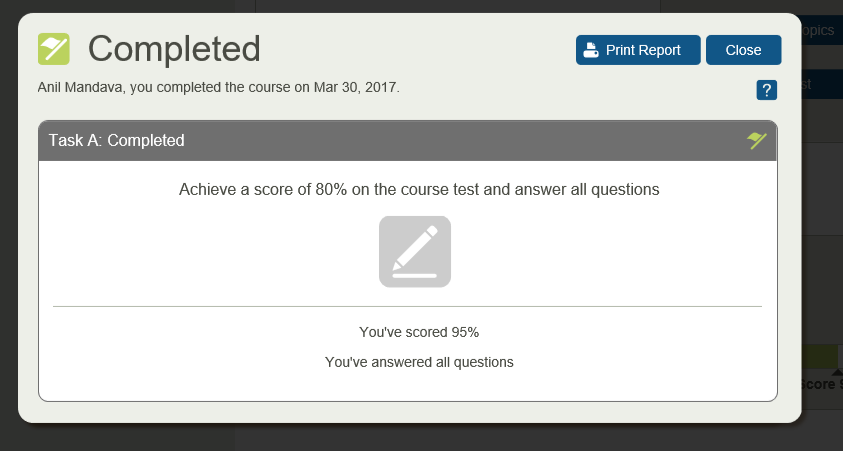 Completed
Print Report
Close
Anil Mandava, you completed the course on Mar 30, 2017.
?
Task A: Completed
Achieve a score of 80% on the course test and answer all questions
You've scored 95%
You've answered all questions